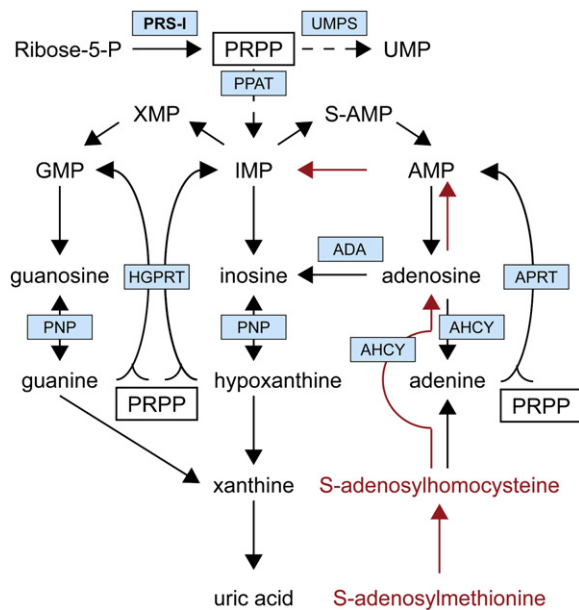 PRS-I
UMPS
Ribose-5-P
PRPP
UMP
PPAT
XMP
S-AMP
GMP
IMP
AMP
ADA
guanosine
HGPRT
inosine
adenosine
APRT
PNP
PNP
AHCY
AHCY
guanine
hypoxanthine
adenine
PRPP
PRPP
xanthine
S-adenosylhomocysteine
uric acid
S-adenosylmethionine